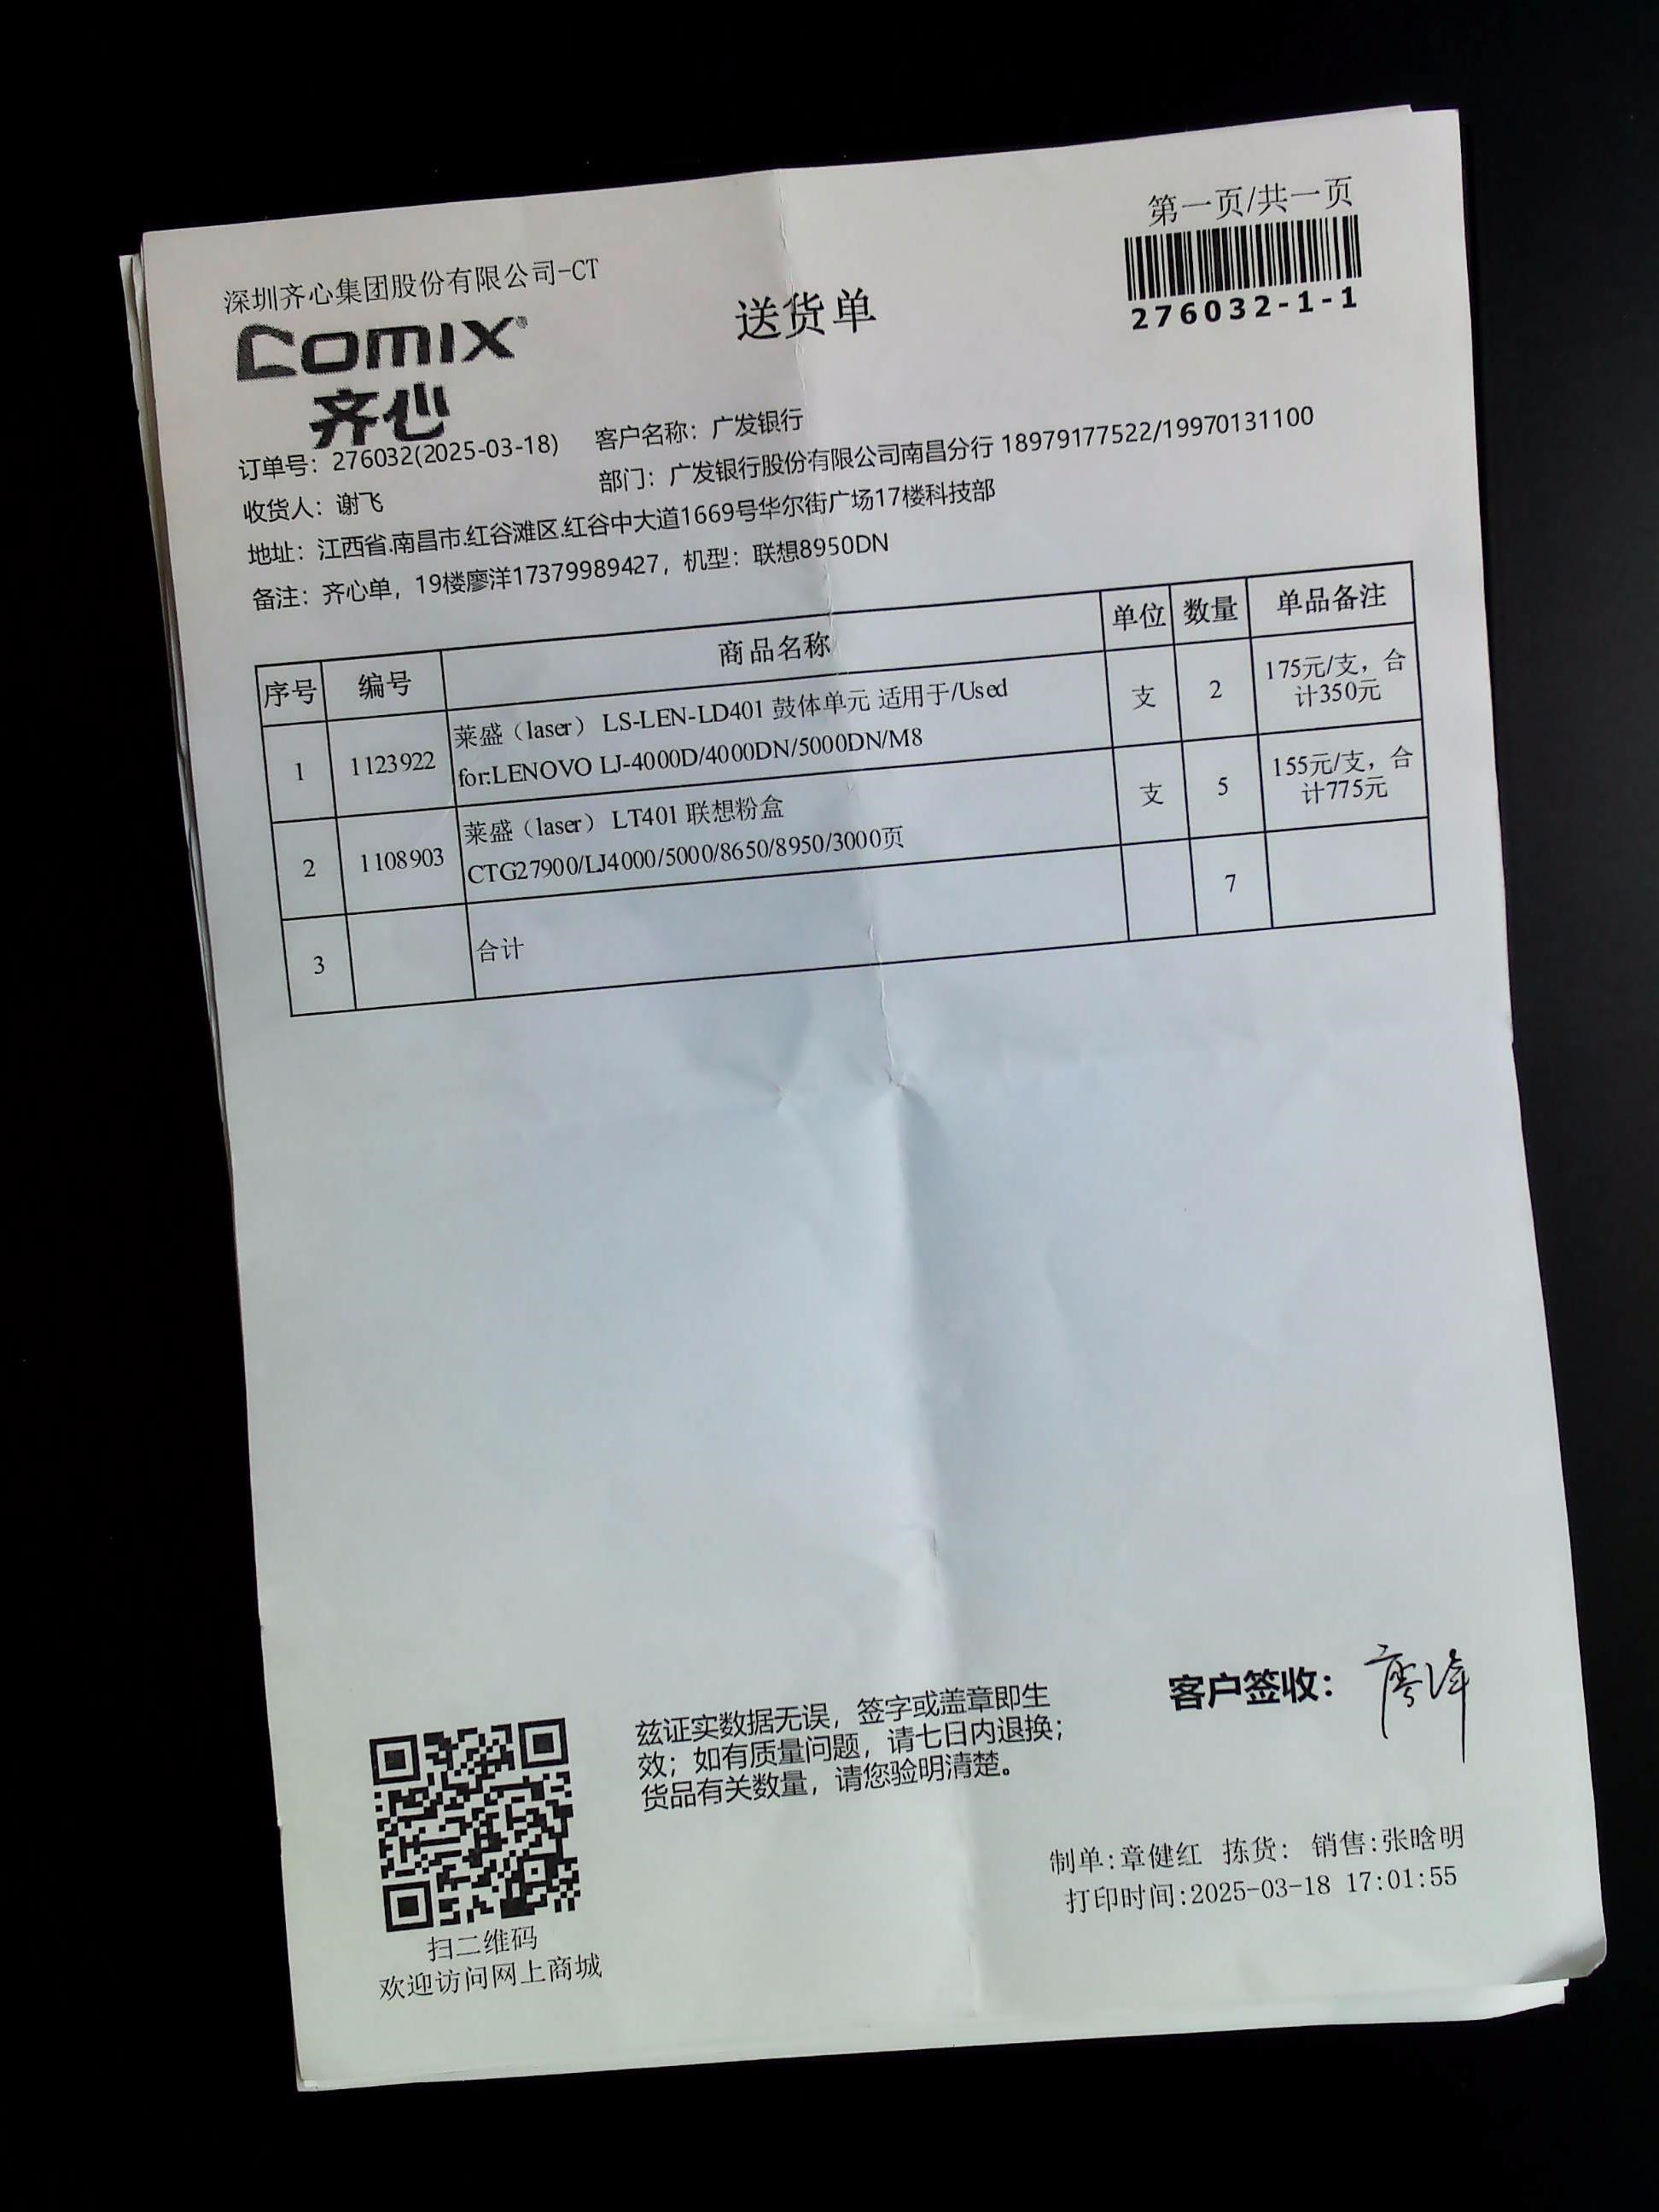 第一页/共一页
深圳齐心集团股份有限公司-CT
comix®
齐心
送货单
276032-1-1
订单号：276032(2025-03-18) 客户名称：广发银行
收货人：谢飞 部门：广发银行股份有限公司南昌分行 18979177522/19970131100
地址：江西省.南昌市.红谷滩区.红谷中大道1669号华尔街广场17楼科技部
备注：齐心单，19楼廖洋17379989427，机型：联想8950DN
序号 编号 商品名称 单位 数量 单品备注
1 1123922 莱盛（laser） LS-LEN-LD401 鼓体单元 适用于/Used 支 2 175元/支，合
for:LENOVO LJ-4000D/4000DN/5000DN/M8 计350元
2 1108903 莱盛（laser） LT401 联想粉盒 支 5 155元/支，合
CTG27900/LJ4000/5000/8650/8950/3000页 计775元
3 合计 7
兹证实数据无误，签字或盖章即生
效；如有质量问题，请七日内退换；
货品有关数量，请您验明清楚。
客户签收：廖洋
扫二维码
欢迎访问网上商城
制单:章健红 拣货: 销售:张晗明
打印时间:2025-03-18 17:01:55